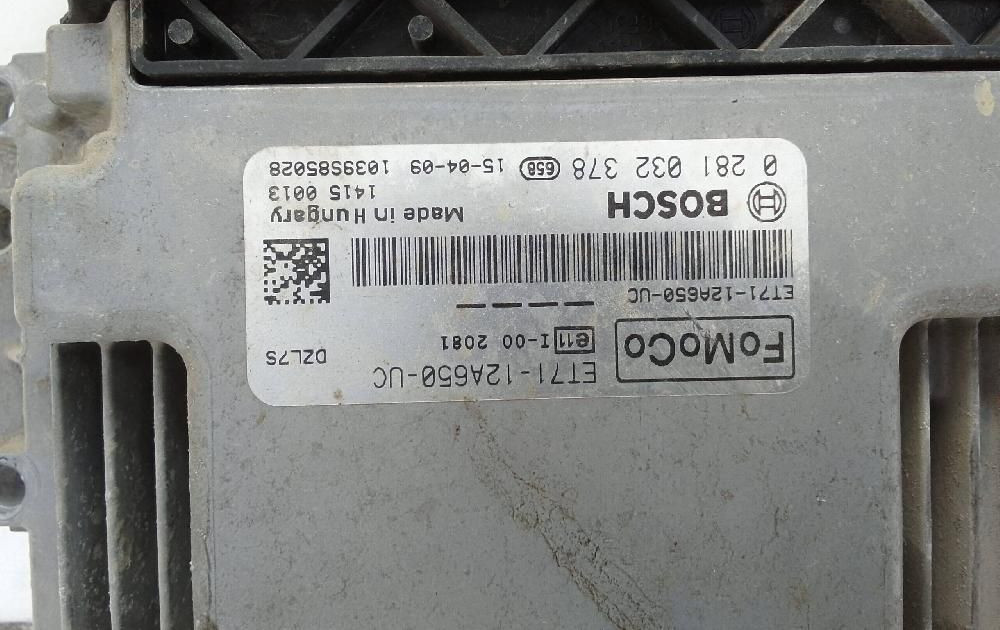 FoMoCo
ET71-12A650-UC
e11 I-00 2081
DZL7S
ET71-12A650-UC
BOSCH
Made in Hungary
1415 0013
0 281 032 378 658 15-04-09 1039S85028